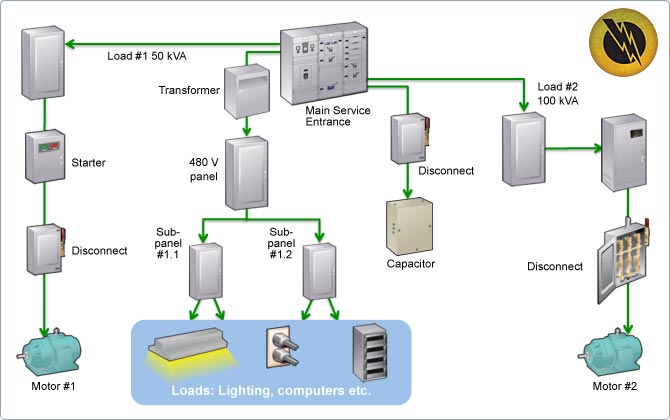 Load #1 50 kVA
Transformer
Main Service
Entrance
Load #2
100 kVA
Starter
480 V
panel
Disconnect
Disconnect
Sub-
panel
#1.1
Sub-
panel
#1.2
Capacitor
Disconnect
Motor #1
Loads: Lighting, computers etc.
Motor #2